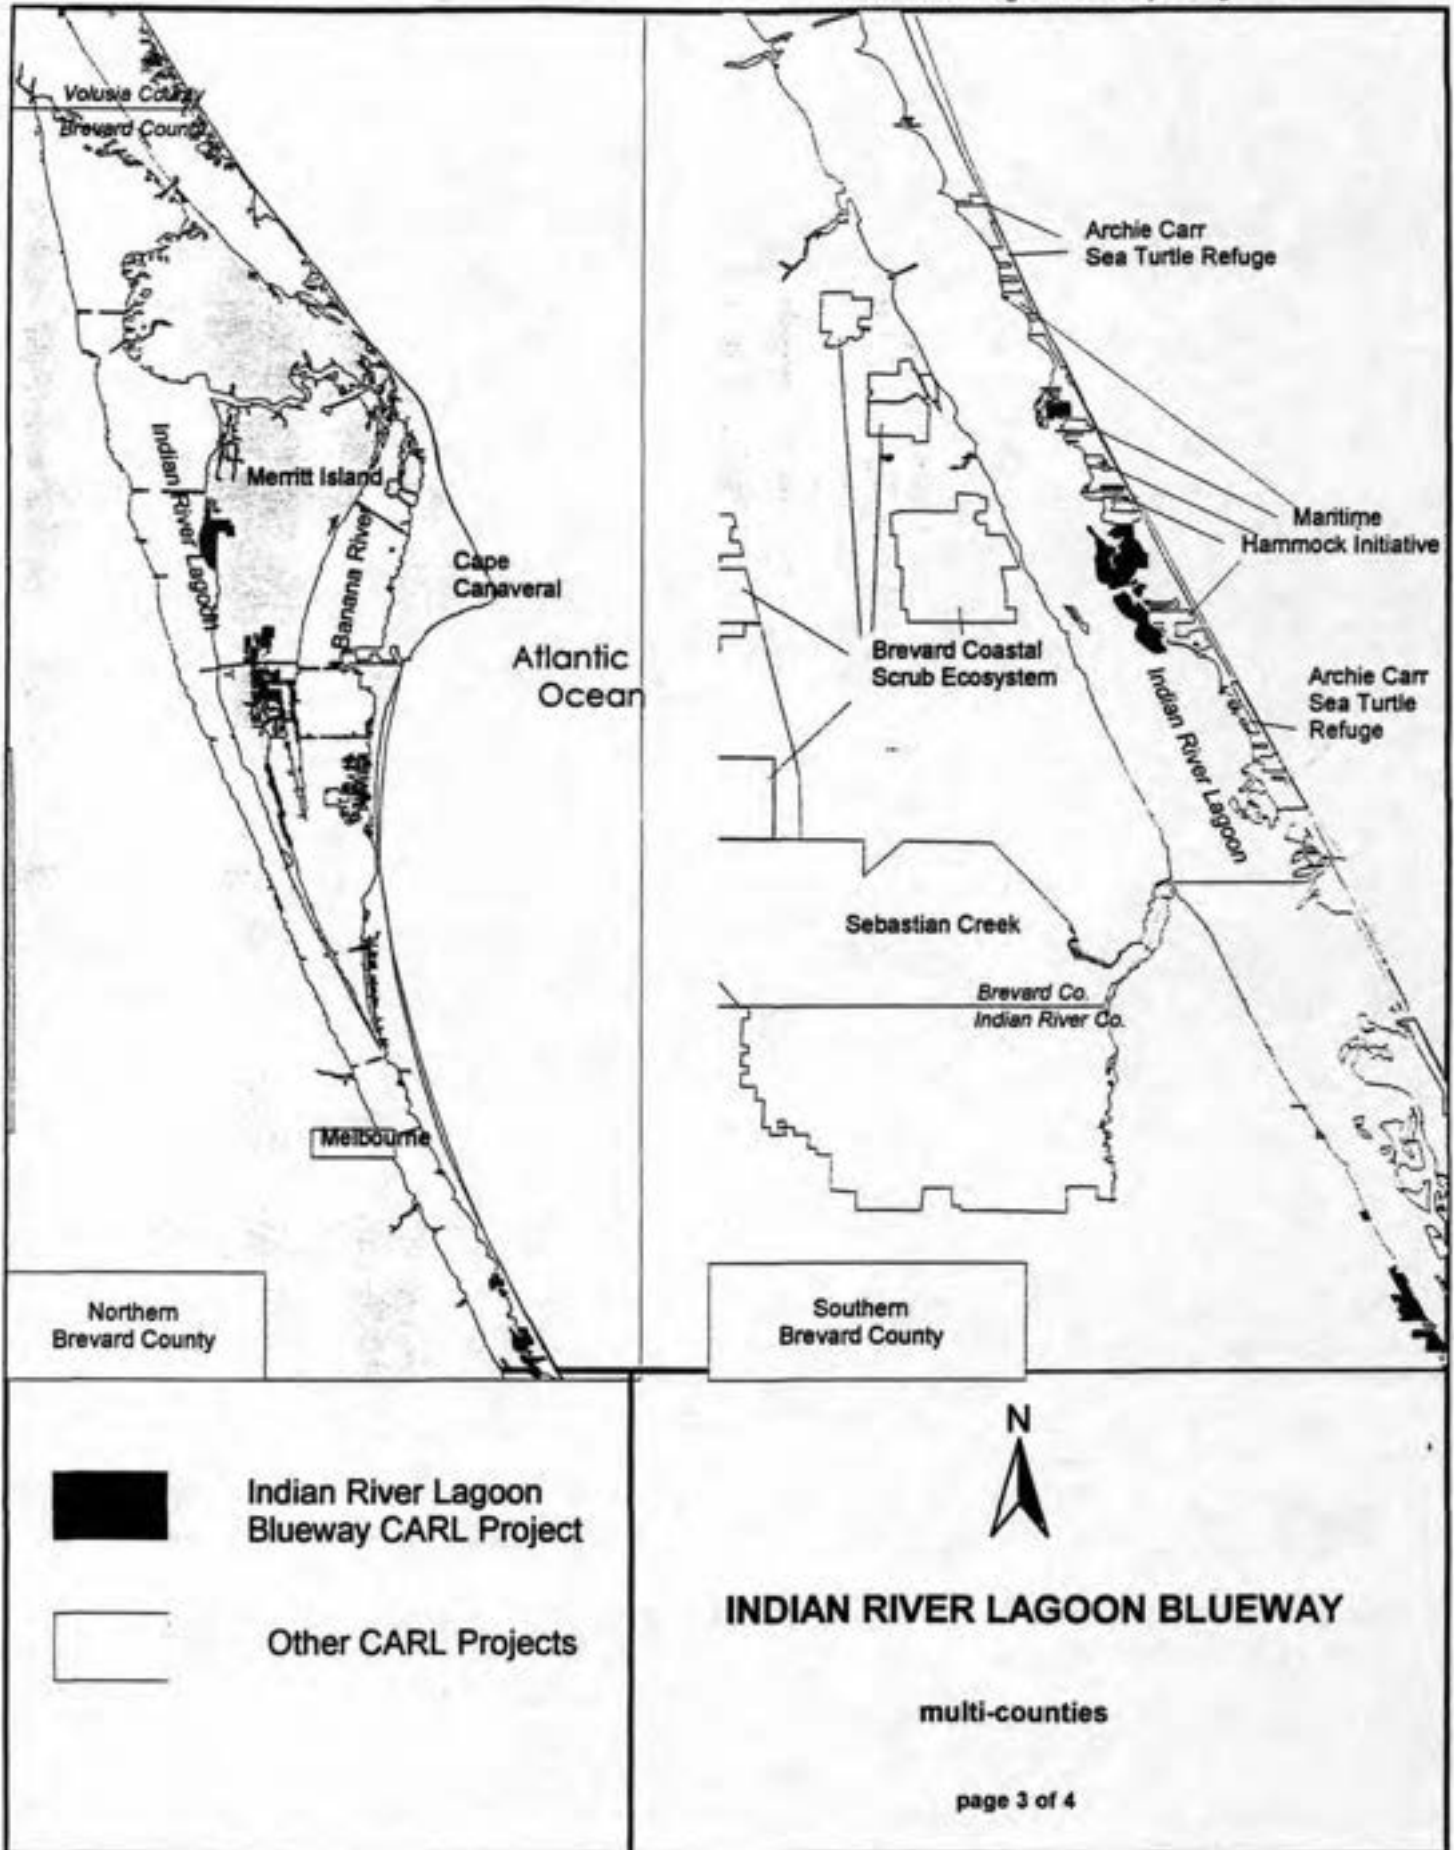 Volusia County
Brevard County
Indian River Lagoon
Merritt Island
Banana River
Cape
Canaveral
Atlantic
Ocean
Melbourne
Northern
Brevard County
Archie Carr
Sea Turtle Refuge
Maritime
Hammock Initiative
Brevard Coastal
Scrub Ecosystem
Indian River Lagoon
Archie Carr
Sea Turtle
Refuge
Sebastian Creek
Brevard Co.
Indian River Co.
Southern
Brevard County
Indian River Lagoon
Blueway CARL Project
Other CARL Projects
N
INDIAN RIVER LAGOON BLUEWAY
multi-counties
page 3 of 4